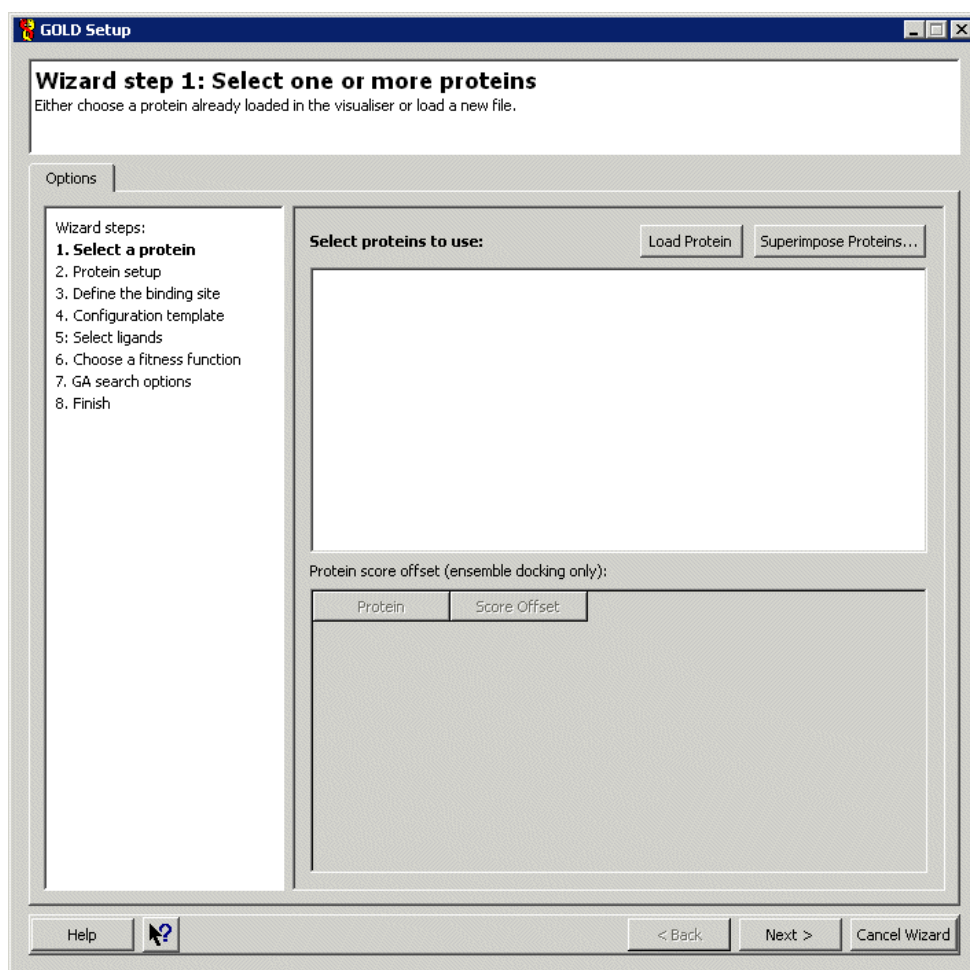 GOLD Setup
Wizard step 1: Select one or more proteins
Either choose a protein already loaded in the visualiser or load a new file.
Options
Wizard steps:
1. Select a protein
2. Protein setup
3. Define the binding site
4. Configuration template
5: Select ligands
6. Choose a fitness function
7. GA search options
8. Finish
Select proteins to use:
Load Protein
Superimpose Proteins...
Protein score offset (ensemble docking only):
Protein
Score Offset
Help
?
< Back
Next >
Cancel Wizard